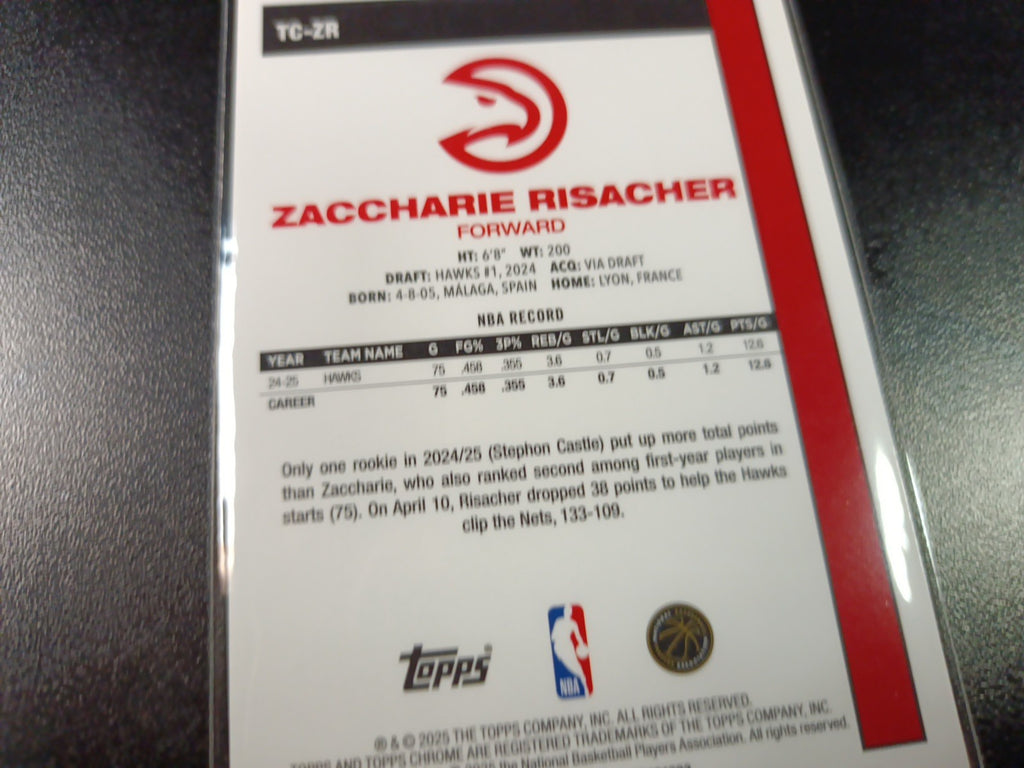 TC-ZR
ZACCHARIE RISACHER
FORWARD
HT: 6'8" WT: 200
DRAFT: HAWKS #1, 2024 ACQ: VIA DRAFT
BORN: 4-8-05, MÁLAGA, SPAIN HOME: LYON, FRANCE
NBA RECORD
YEAR TEAM NAME G FG% 3P% REB/G STL/G BLK/G AST/G PTS/G
24-25 HAWKS 75 .458 .355 3.6 0.7 0.5 1.2 12.6
CAREER 75 .458 .355 3.6 0.7 0.5 1.2 12.6
Only one rookie in 2024/25 (Stephon Castle) put up more total points
than Zaccharie, who also ranked second among first-year players in
starts (75). On April 10, Risacher dropped 38 points to help the Hawks
clip the Nets, 133-109.
Topps
NBA
® & © 2025 THE TOPPS COMPANY, INC. ALL RIGHTS RESERVED.
TOPPS AND TOPPS CHROME ARE REGISTERED TRADEMARKS OF THE TOPPS COMPANY, INC.
© 2025 the National Basketball Players Association. All rights reserved.